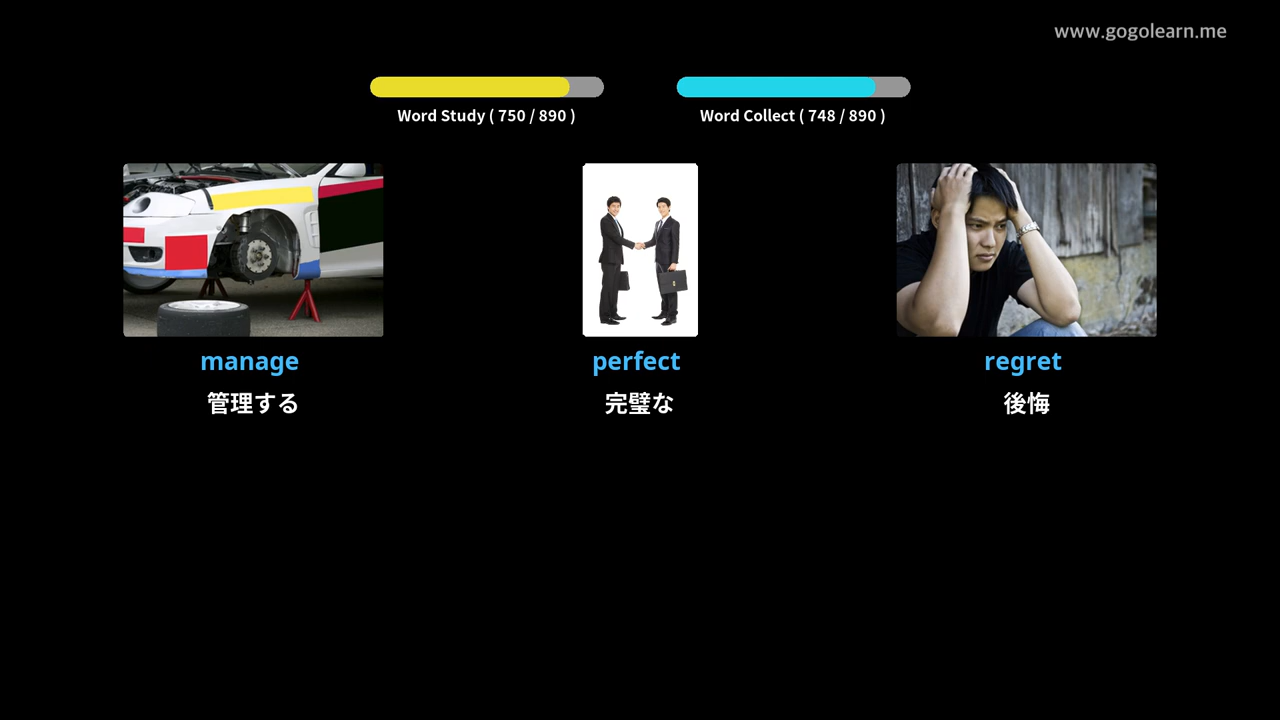 www.gogolearn.me
Word Study ( 750 / 890 )
Word Collect ( 748 / 890 )
manage
perfect
regret
管理する
完璧な
後悔